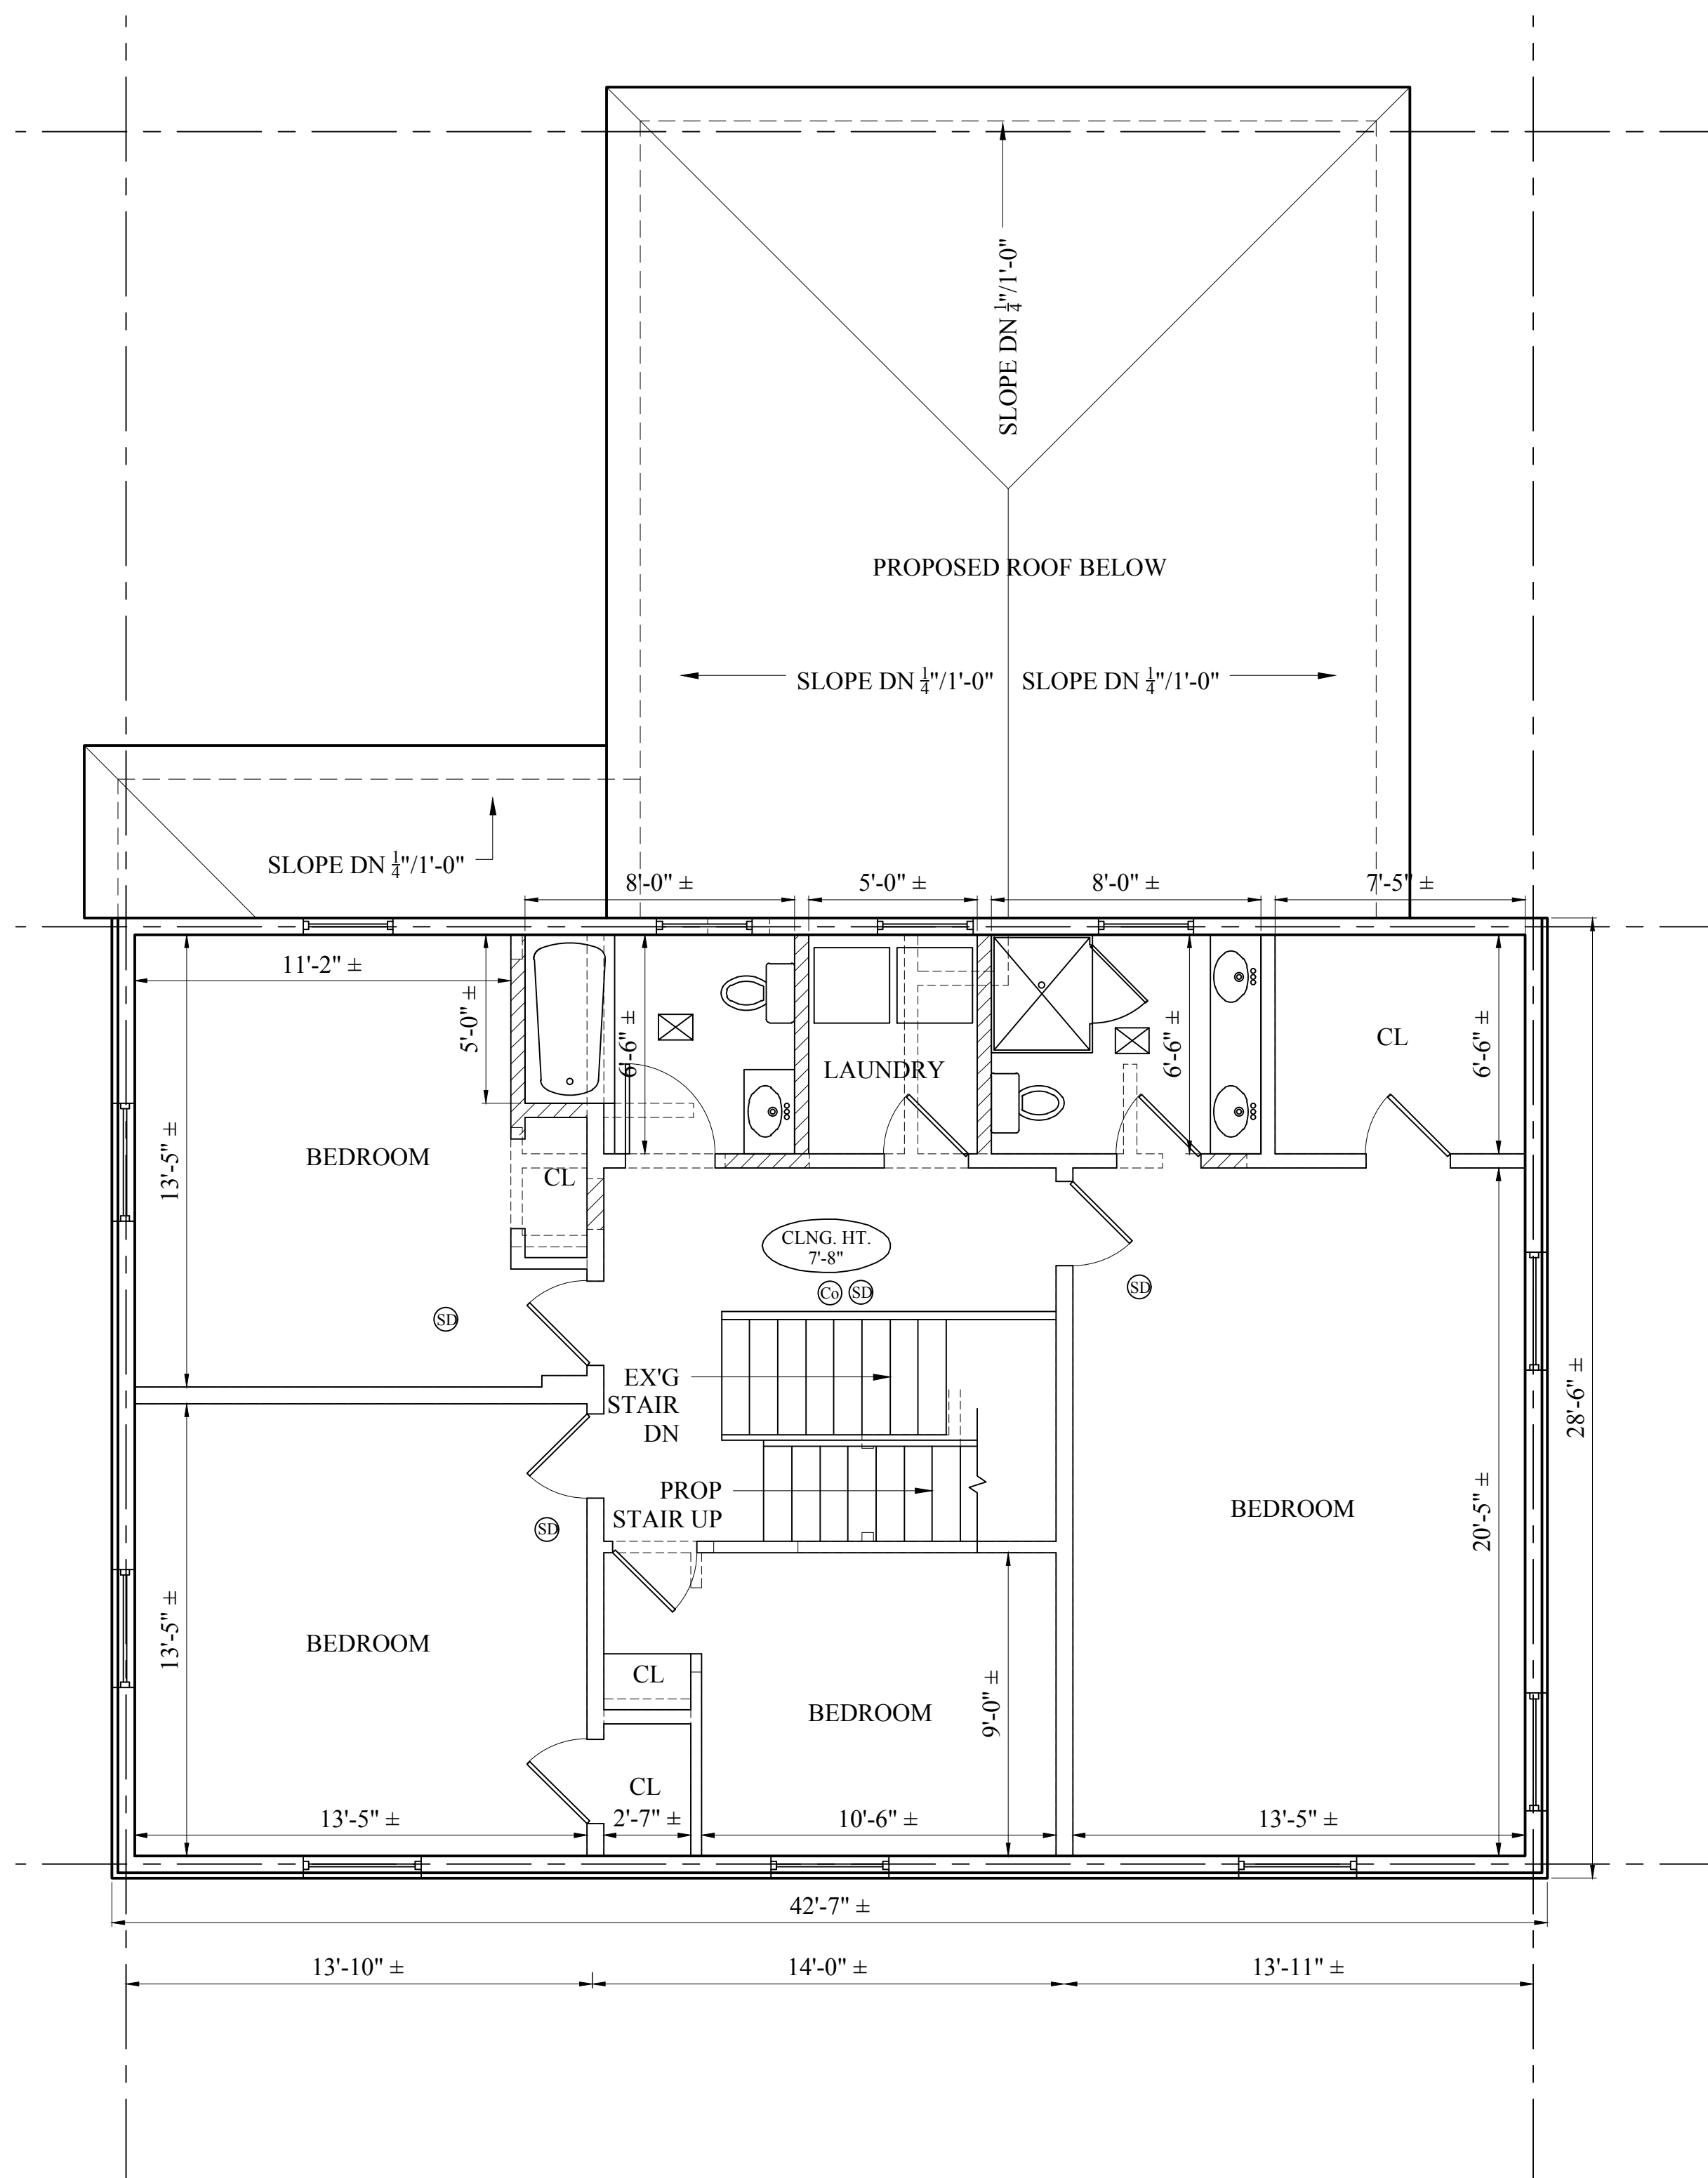 SLOPE DN 1/4"/1'-0"
PROPOSED ROOF BELOW
SLOPE DN 1/4"/1'-0"
SLOPE DN 1/4"/1'-0"
SLOPE DN 1/4"/1'-0"
8'-0" ±
5'-0" ±
8'-0" ±
7'-5" ±
11'-2" ±
5'-0" ±
6'-6" ±
6'-6" ±
6'-6" ±
CL
LAUNDRY
13'-5" ±
BEDROOM
CL
CLNG. HT.
7'-8"
Co
SD
SD
SD
EX'G
STAIR
DN
28'-6" ±
PROP
STAIR UP
BEDROOM
20'-5" ±
SD
13'-5" ±
BEDROOM
CL
BEDROOM
9'-0" ±
CL
13'-5" ±
2'-7" ±
10'-6" ±
13'-5" ±
42'-7" ±
13'-10" ±
14'-0" ±
13'-11" ±